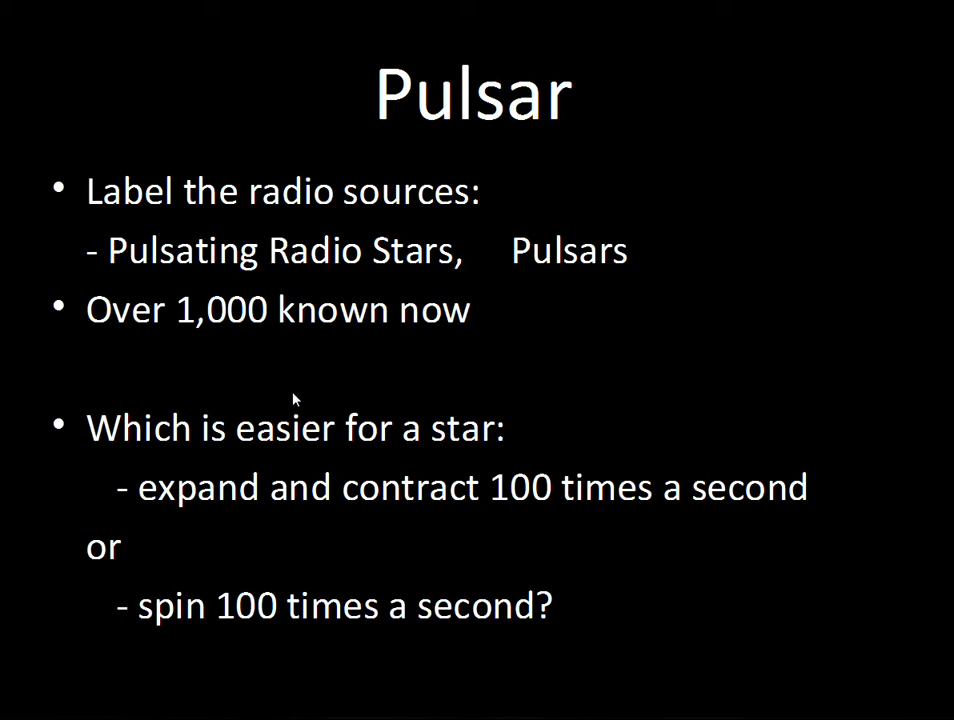 Pulsar
• Label the radio sources:
- Pulsating Radio Stars, Pulsars
• Over 1,000 known now
• Which is easier for a star:
- expand and contract 100 times a second
or
- spin 100 times a second?